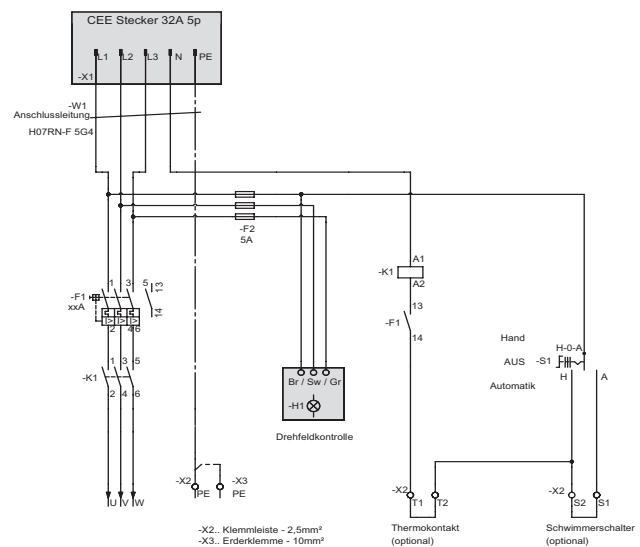 CEE Stecker 32A 5p
L1 L2 L3 N PE
-X1
-W1
Anschlussleitung
H07RN-F 5G4
-F2
5A
A1
-K1
A2
1 3 5 13
-F1
xxA
14
2 4 6
13
-F1
14
Hand
H-0-A
AUS -S1
H A
Automatik
1 3 5
-K1
2 4 6
Br / Sw / Gr
-H1
Drehfeldkontrolle
-X2 -X3
PE PE
-X2
T1 T2
-X2
S2 S1
U V W
-X2.. Klemmleiste - 2,5mm²
-X3.. Erderklemme - 10mm²
Thermokontakt
(optional)
Schwimmerschalter
(optional)